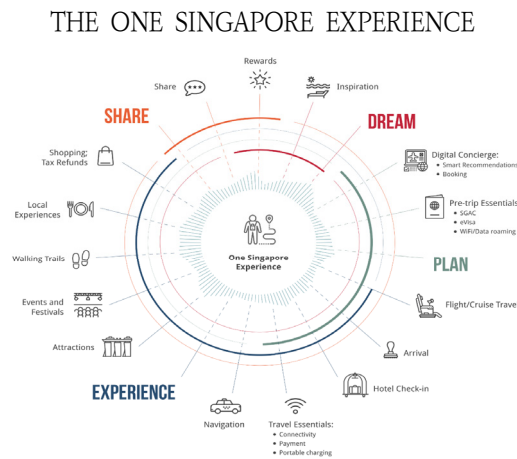 THE ONE SINGAPORE EXPERIENCE
Rewards
Share
Inspiration
SHARE
DREAM
Shopping;
Tax Refunds
Digital Concierge:
Smart Recommendations
Booking
Local
Experiences
Pre-trip Essentials
SGAC
eVisa
WiFi/Data roaming
One Singapore
Experience
Walking Trails
PLAN
Events and
Festivals
Flight/Cruise Trave
Attractions
Arrival
EXPERIENCE
Hotel Check-in
Navigation
Travel Essentials:
Connectivity
Payment
Portable charging